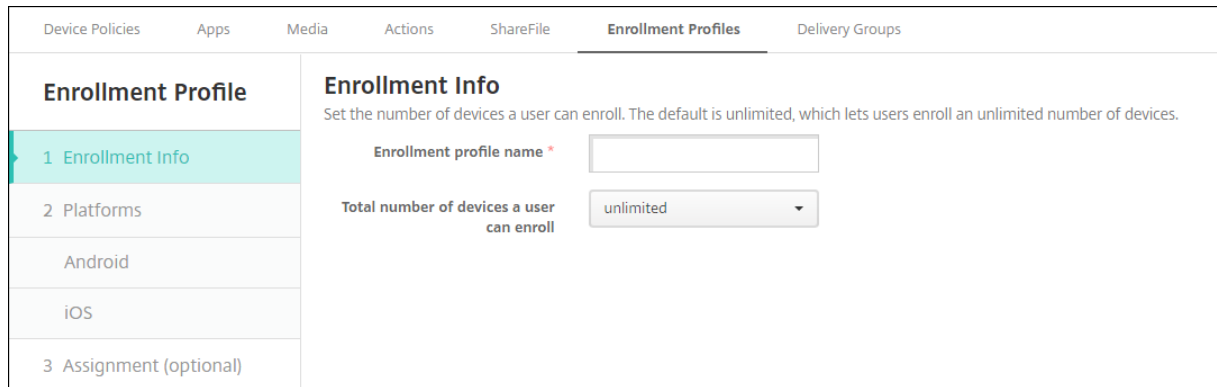 Device Policies Apps Media Actions ShareFile Enrollment Profiles Delivery Groups
Enrollment Profile
1 Enrollment Info
2 Platforms
Android
iOS
3 Assignment (optional)
Enrollment Info
Set the number of devices a user can enroll. The default is unlimited, which lets users enroll an unlimited number of devices.
Enrollment profile name *
Total number of devices a user
can enroll
unlimited